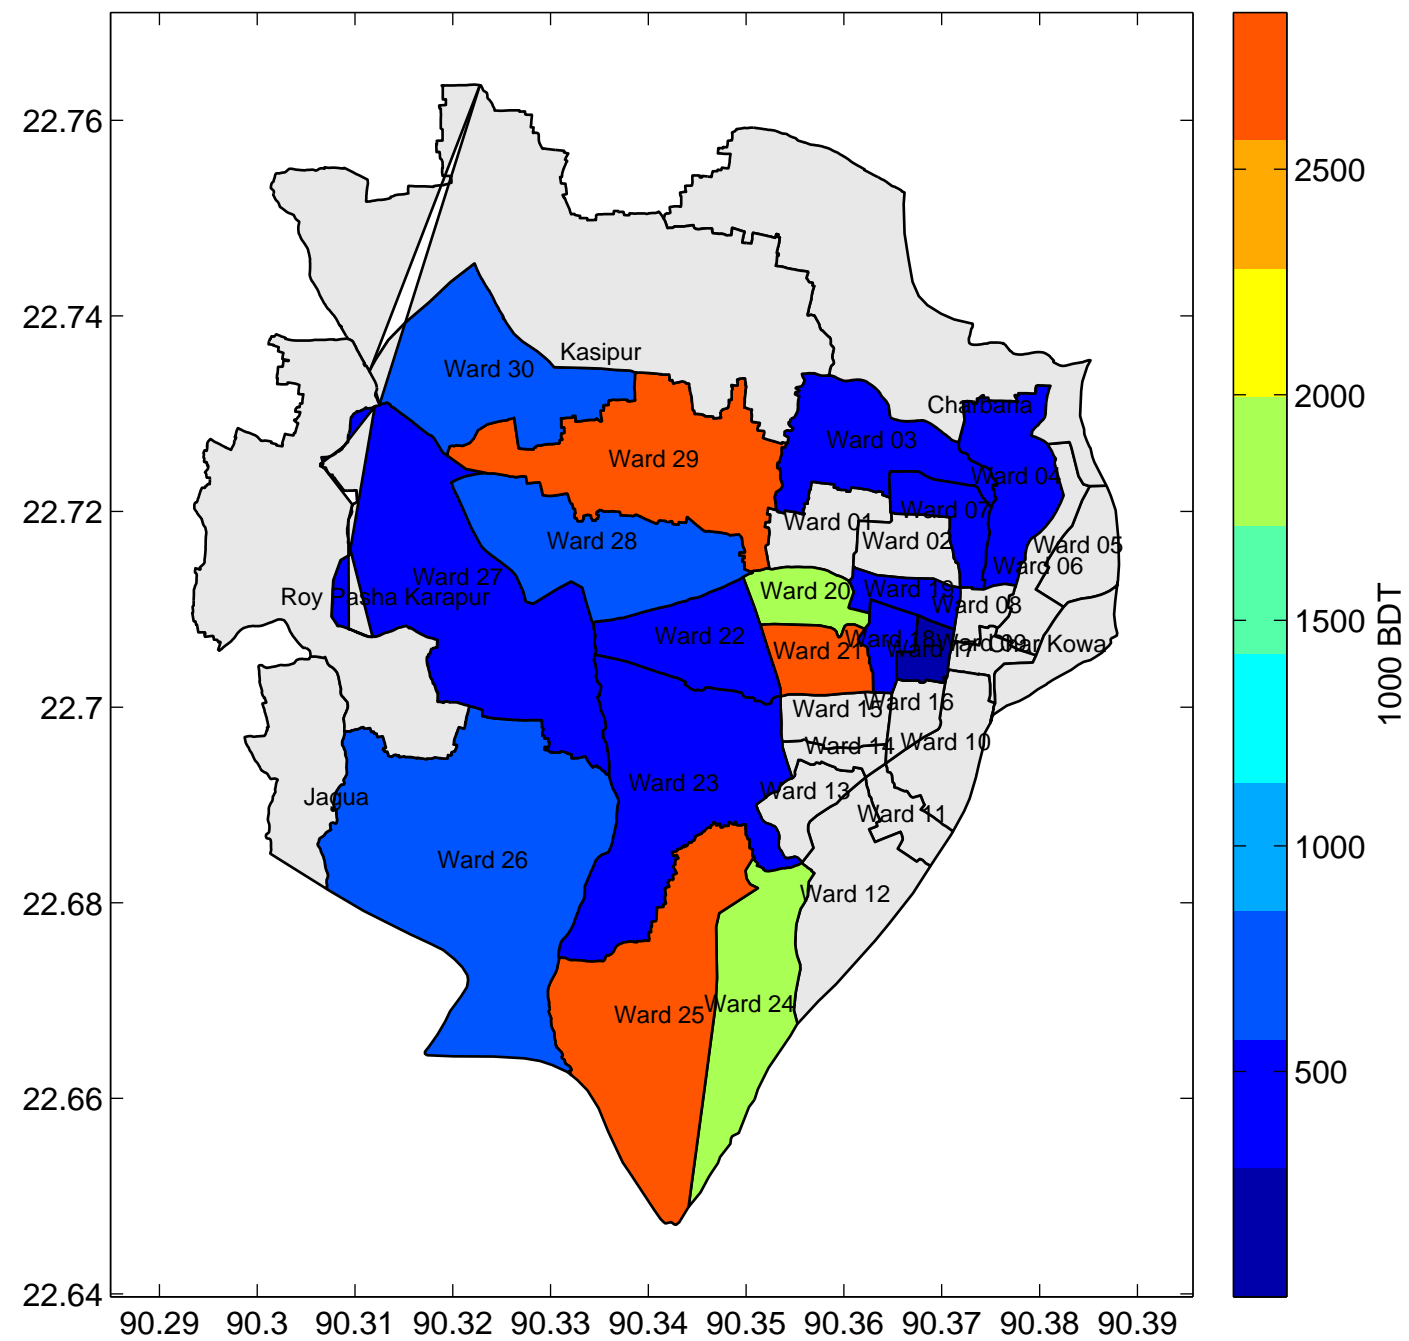 22.76
22.74
22.72
22.7
22.68
22.66
22.64
90.29
90.3
90.31
90.32
90.33
90.34
90.35
90.36
90.37
90.38
90.39
Kasipur
Ward 30
Charbaria
Ward 03
Ward 29
Ward 04
Ward 07
Ward 01
Ward 02
Ward 28
Ward 05
Ward 06
Ward 27
Ward 20
Ward 19
Roy Pasha Karapur
Ward 08
Ward 22
Ward 18
Ward 09
Char Kowa
Ward 21
Ward 17
Ward 16
Ward 15
Ward 10
Ward 14
Ward 23
Ward 13
Jagua
Ward 11
Ward 26
Ward 12
Ward 24
Ward 25
2500
2000
1500
1000
500
1000 BDT